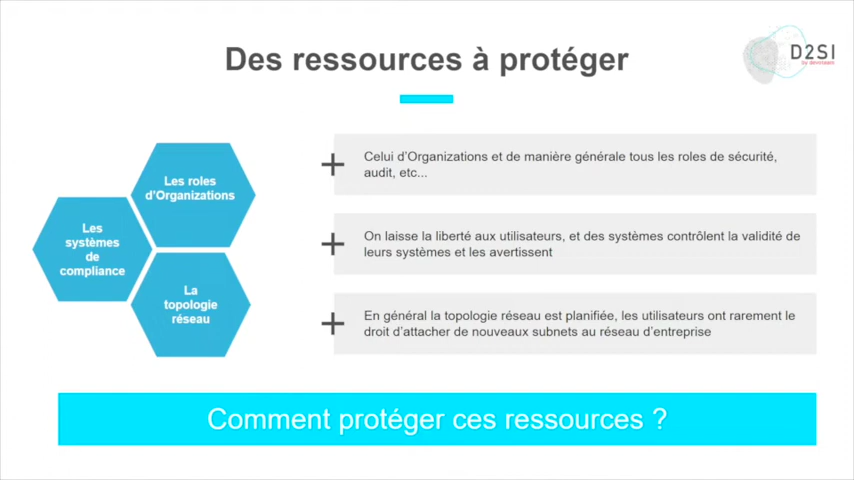 Des ressources à protéger
D2SI
Les roles
d'Organizations
Les
systèmes
de
compliance
La
topologie
réseau
Celui d'Organizations et de manière générale tous les roles de sécurité,
audit, etc...
On laisse la liberté aux utilisateurs, et des systèmes contrôlent la validité de
leurs systèmes et les avertissent
En général la topologie réseau est planifiée, les utilisateurs ont rarement le
droit d'attacher de nouveaux subnets au réseau d'entreprise
Comment protéger ces ressources ?